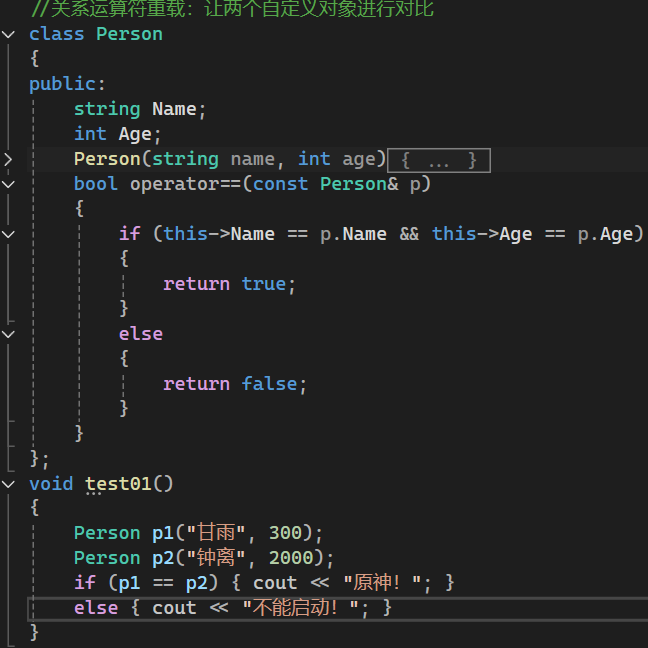 //关系运算符重载：让两个自定义对象进行对比
class Person
{
public:
    string Name;
    int Age;
    Person(string name, int age){ ... }
    bool operator==(const Person& p)
    {
        if (this->Name == p.Name && this->Age == p.Age)
        {
            return true;
        }
        else
        {
            return false;
        }
    }
};
void test01()
{
    Person p1("甘雨", 300);
    Person p2("钟离", 2000);
    if (p1 == p2) { cout << "原神！"; }
    else { cout << "不能启动！"; }
}